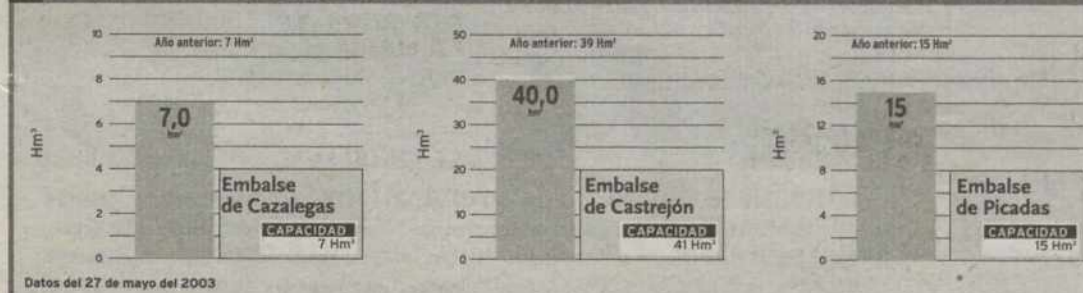 Hm³
10
8
6
4
2
0
Año anterior: 7 Hm³
7,0
hm³
Embalse
de Cazalegas
CAPACIDAD
7 Hm³
Hm³
50
40
30
20
10
0
Año anterior: 39 Hm³
40,0
hm³
Embalse
de Castrejón
CAPACIDAD
41 Hm³
Hm³
20
16
12
8
4
0
Año anterior: 15 Hm³
15
hm³
Embalse
de Picadas
CAPACIDAD
15 Hm³
Datos del 27 de mayo del 2003